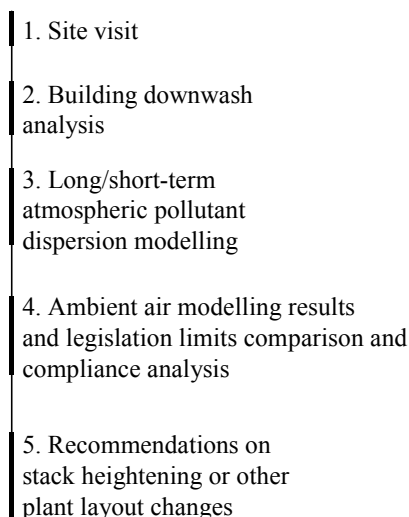 1. Site visit
2. Building downwash
analysis
3. Long/short-term
atmospheric pollutant
dispersion modelling
4. Ambient air modelling results
and legislation limits comparison and
compliance analysis
5. Recommendations on
stack heightening or other
plant layout changes